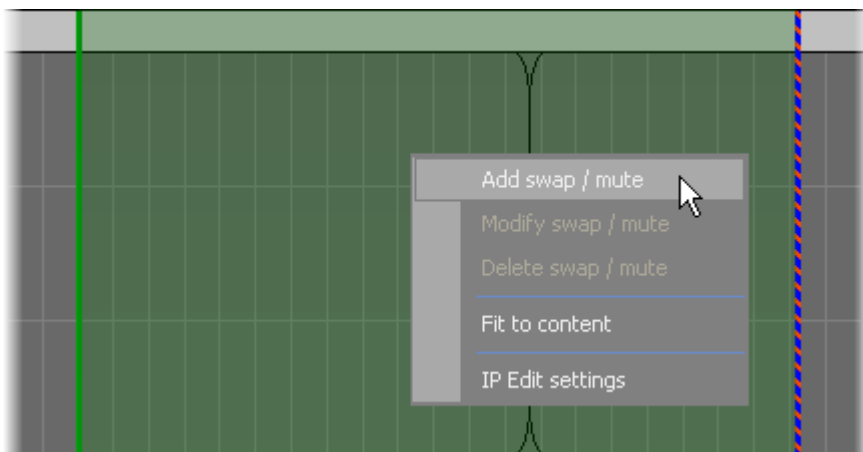 Add swap / mute
Modify swap / mute
Delete swap / mute
Fit to content
IP Edit settings